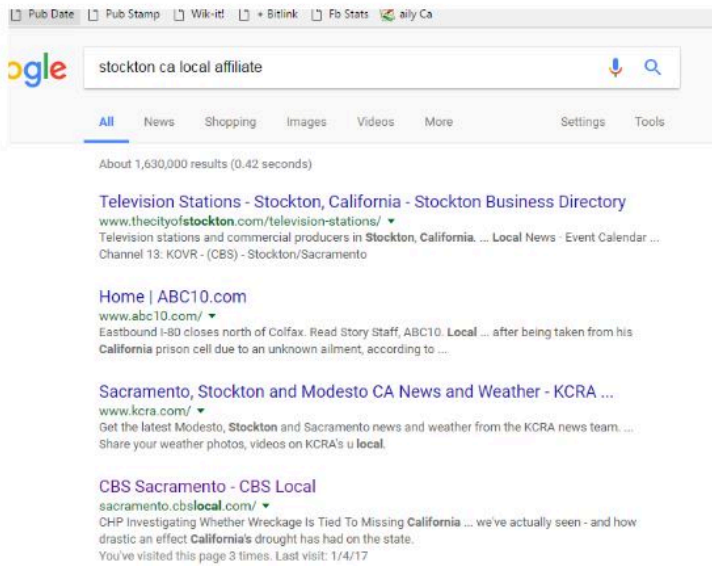 Pub Date Pub Stamp Wik-it! + Bitlink Fb Stats aily Ca
ogle stockton ca local affiliate
All News Shopping Images Videos More Settings Tools
About 1,630,000 results (0.42 seconds)
Television Stations - Stockton, California - Stockton Business Directory
www.thecityofstockton.com/television-stations/
Television stations and commercial producers in Stockton, California. ... Local News · Event Calendar ...
Channel 13: KOVR - (CBS) - Stockton/Sacramento
Home | ABC10.com
www.abc10.com/
Eastbound I-80 closes north of Colfax. Read Story Staff, ABC10. Local ... after being taken from his
California prison cell due to an unknown ailment, according to ...
Sacramento, Stockton and Modesto CA News and Weather - KCRA ...
www.kcra.com/
Get the latest Modesto, Stockton and Sacramento news and weather from the KCRA news team. ...
Share your weather photos, videos on KCRA's u local.
CBS Sacramento - CBS Local
sacramento.cbslocal.com/
CHP Investigating Whether Wreckage Is Tied To Missing California ... we've actually seen - and how
drastic an effect California's drought has had on the state.
You've visited this page 3 times. Last visit: 1/4/17